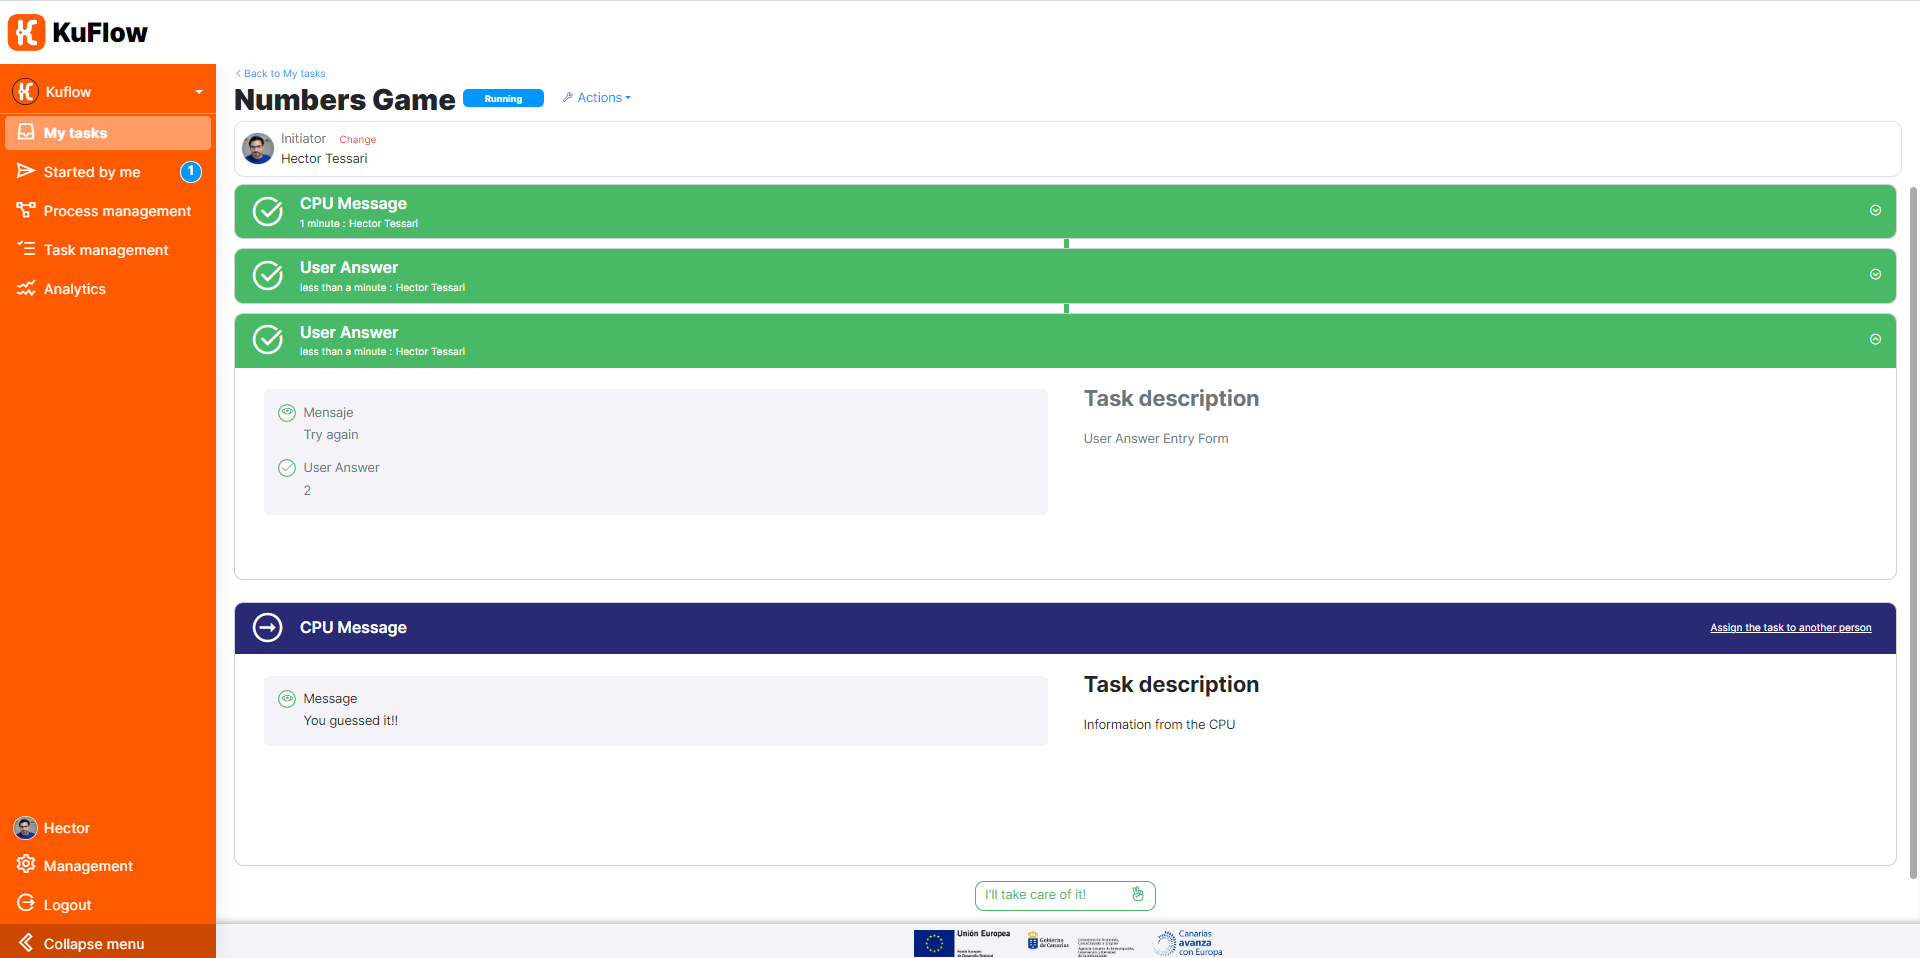 KuFlow
Kuflow
My tasks
Started by me
1
Process management
Task management
Analytics
Hector
Management
Logout
Collapse menu
Back to My tasks
Numbers Game
Running
Actions
Initiator
Change
Hector Tessari
CPU Message
1 minute : Hector Tessari
User Answer
less than a minute : Hector Tessari
User Answer
less than a minute : Hector Tessari
Mensaje
Try again
User Answer
2
Task description
User Answer Entry Form
CPU Message
Assign the task to another person
Message
You guessed it!!
Task description
Information from the CPU
I'll take care of it!
Unión Europea
Gobierno
de Canarias
Canarias
avanza
con Europa